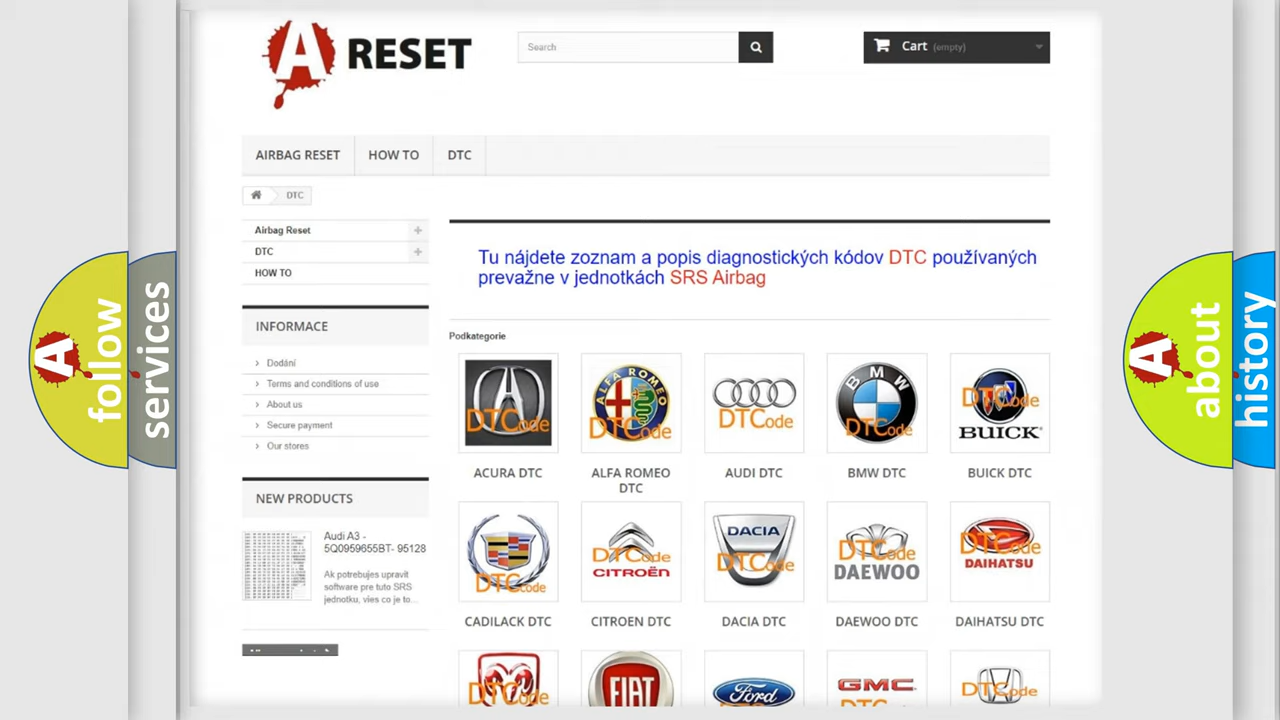 A RESET
Search
Cart (empty)
AIRBAG RESET
HOW TO
DTC
DTC
Airbag Reset
DTC
HOW TO
Tu nájdete zoznam a popis diagnostických kódov DTC používaných
prevažne v jednotkách SRS Airbag
INFORMACE
Dodání
Terms and conditions of use
About us
Secure payment
Our stores
NEW PRODUCTS
Audi A3 -
5Q0959655BT- 95128
Ak potrebujes upravit
software pre tuto SRS
jednotku, vies co je to...
Podkategorie
DTCode
ALFA ROMEO
DTCode
DTCode
BMW
DTCode
DTCode
BUICK
ACURA DTC
ALFA ROMEO
DTC
AUDI DTC
BMW DTC
BUICK DTC
DTCode
DTCode
CITROËN
DACIA
DTCode
DTCode
DAEWOO
DTCode
DAIHATSU
CADILACK DTC
CITROEN DTC
DACIA DTC
DAEWOO DTC
DAIHATSU DTC
DTCode
FIAT
Ford
GMC
DTCode
A
follow
services
A
about
history